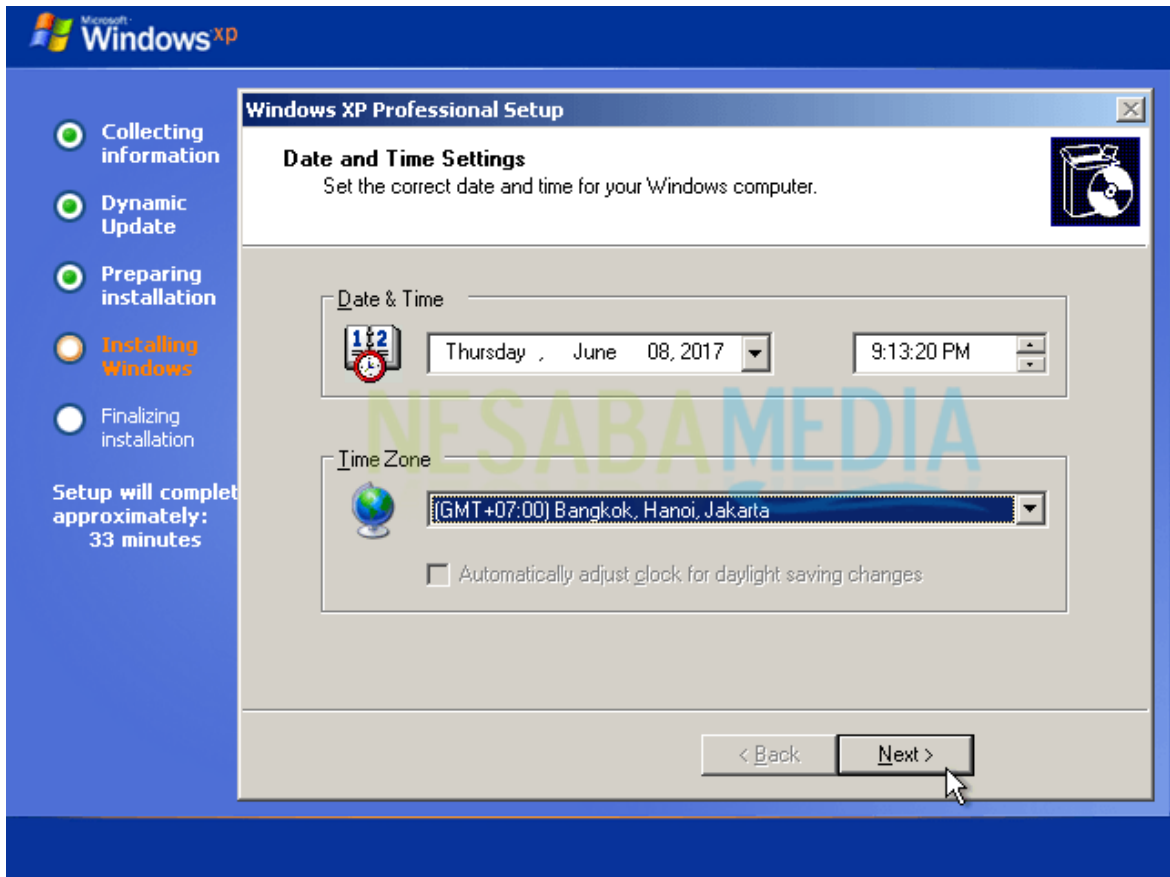 Microsoft
Windows xp
Collecting
information
Dynamic
Update
Preparing
installation
Installing
Windows
Finalizing
installation
Setup will complet
approximately:
33 minutes
Windows XP Professional Setup
Date and Time Settings
Set the correct date and time for your Windows computer.
Date & Time
12
Thursday , June 08, 2017
9:13:20 PM
NESABAMEDIA
Time Zone
(GMT+07:00) Bangkok, Hanoi, Jakarta
Automatically adjust clock for daylight saving changes
< Back
Next >